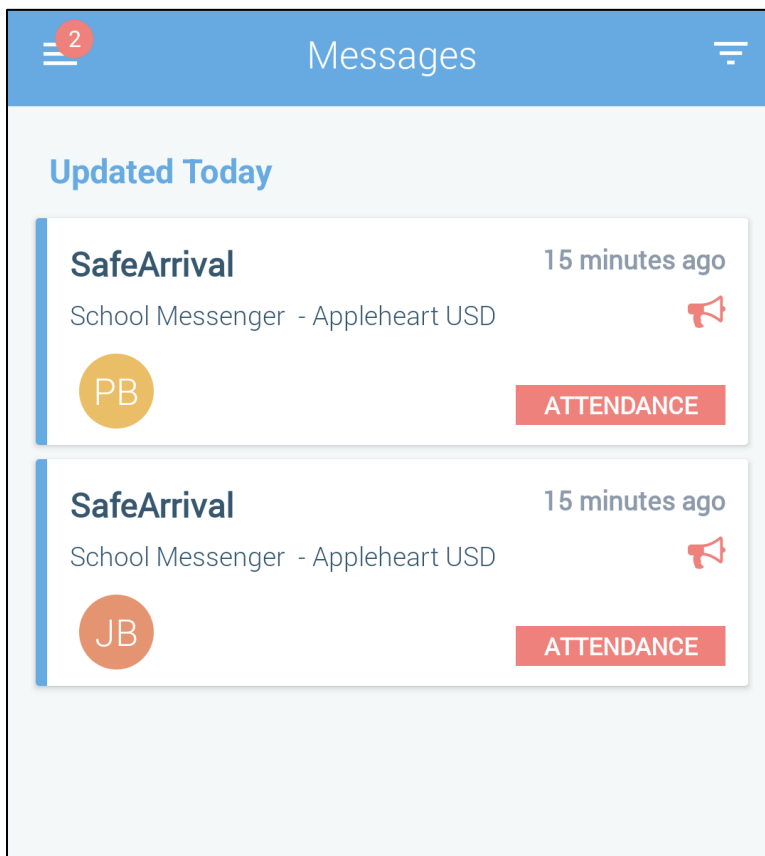 2
Messages
Updated Today
SafeArrival 15 minutes ago
School Messenger - Appleheart USD
PB
ATTENDANCE
SafeArrival 15 minutes ago
School Messenger - Appleheart USD
JB
ATTENDANCE